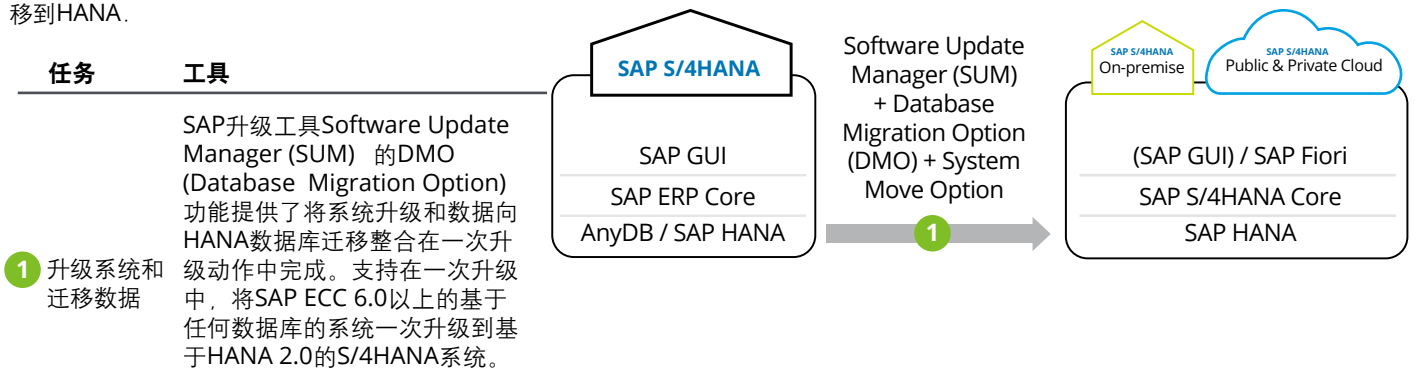 移到HANA.
任务 工具
SAP升级工具Software Update
Manager (SUM) 的DMO
(Database Migration Option)
功能提供了将系统升级和数据向
HANA数据库迁移整合在一次升
级动作中完成。支持在一次升级
中，将SAP ECC 6.0以上的基于
任何数据库的系统一次升级到基
于HANA 2.0的S/4HANA系统。
1 升级系统和
迁移数据
SAP S/4HANA
SAP GUI
SAP ERP Core
AnyDB / SAP HANA
Software Update
Manager (SUM)
+ Database
Migration Option
(DMO) + System
Move Option
1
SAP S/4HANA
On-premise
SAP S/4HANA
Public & Private Cloud
(SAP GUI) / SAP Fiori
SAP S/4HANA Core
SAP HANA